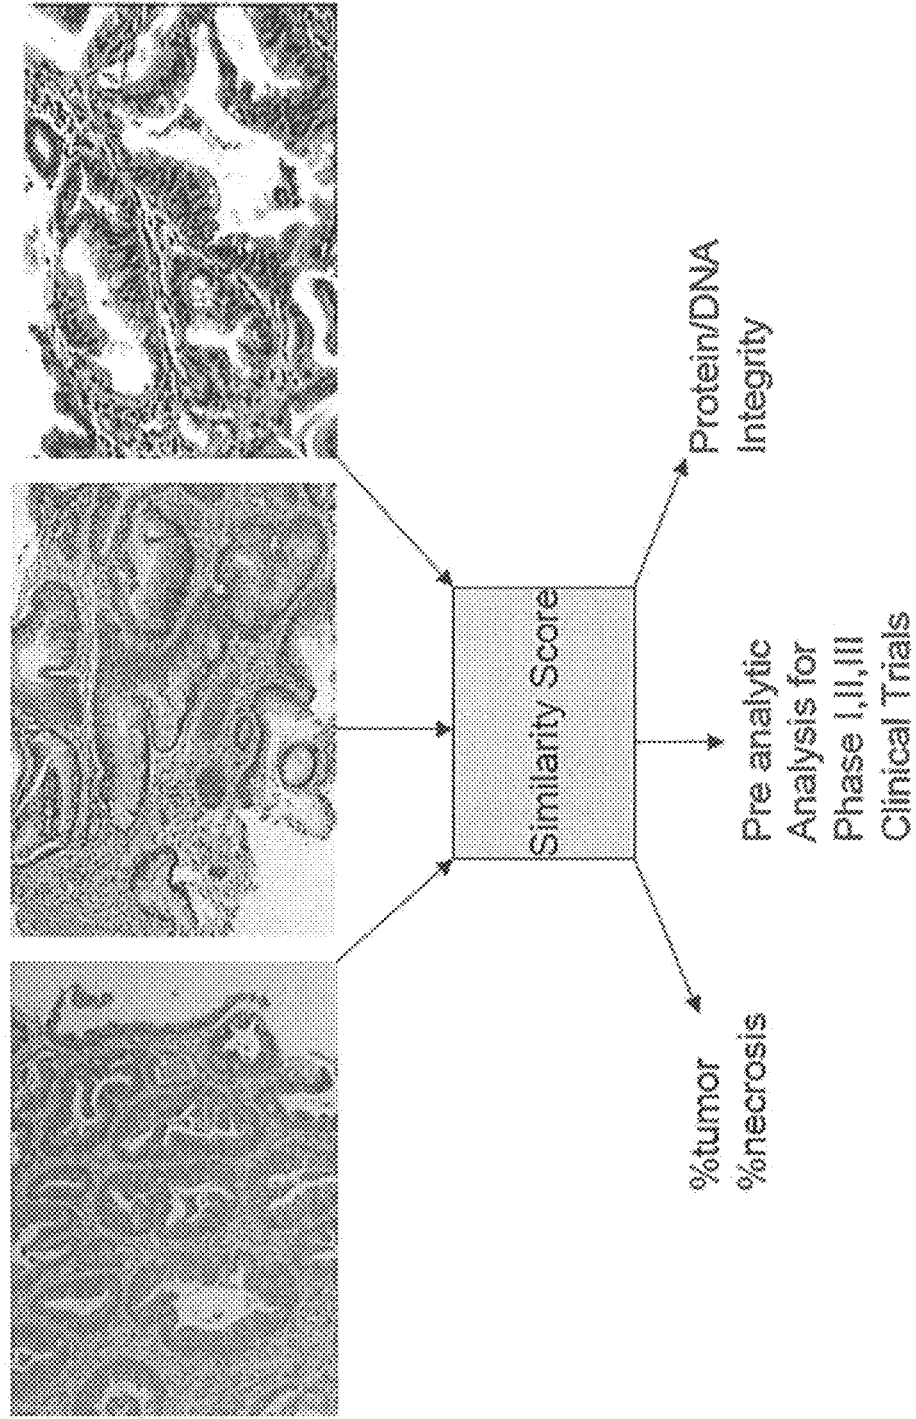 Similarity Score
%tumor
%necrosis
Pre analytic
Analysis for
Phase I,II,III
Clinical Trials
Protein/DNA
Integrity